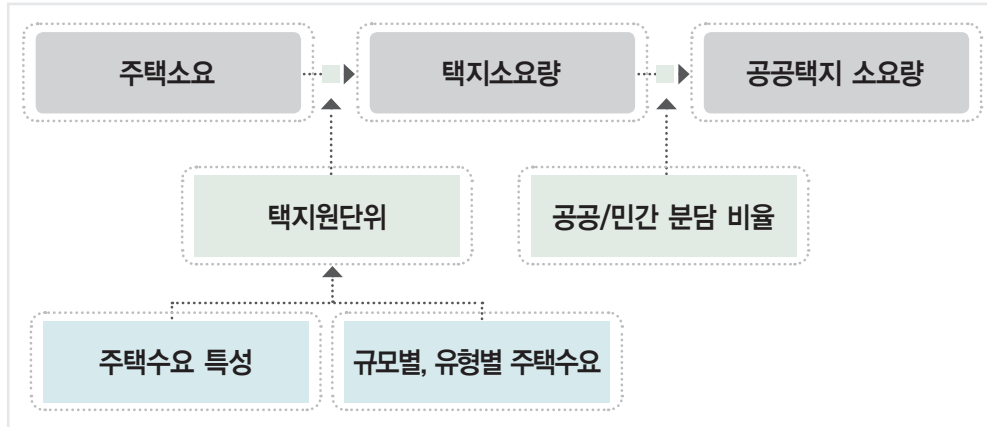 주택소요
택지소요량
공공택지 소요량
택지원단위
공공/민간 분담 비율
주택수요 특성
규모별, 유형별 주택수요